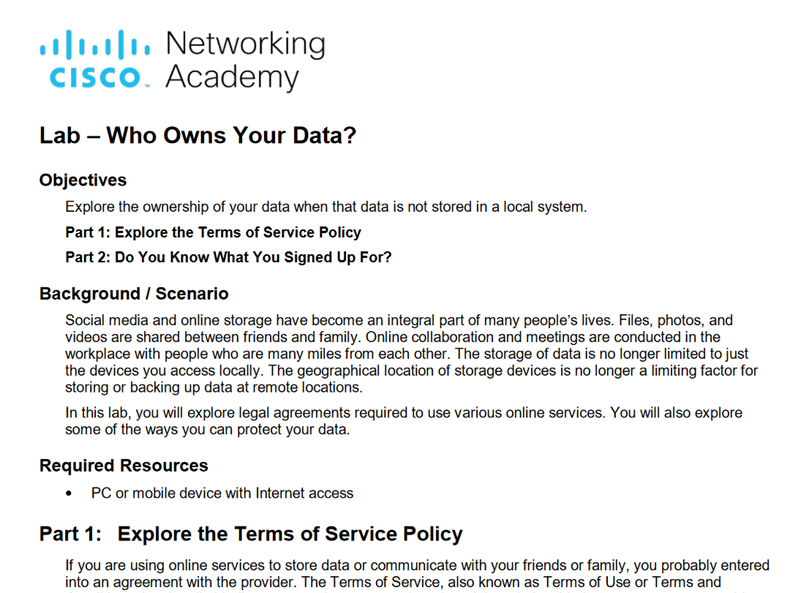 Networking
CISCO Academy
Lab – Who Owns Your Data?
Objectives
Explore the ownership of your data when that data is not stored in a local system.
Part 1: Explore the Terms of Service Policy
Part 2: Do You Know What You Signed Up For?
Background / Scenario
Social media and online storage have become an integral part of many people's lives. Files, photos, and
videos are shared between friends and family. Online collaboration and meetings are conducted in the
workplace with people who are many miles from each other. The storage of data is no longer limited to just
the devices you access locally. The geographical location of storage devices is no longer a limiting factor for
storing or backing up data at remote locations.
In this lab, you will explore legal agreements required to use various online services. You will also explore
some of the ways you can protect your data.
Required Resources
• PC or mobile device with Internet access
Part 1: Explore the Terms of Service Policy
If you are using online services to store data or communicate with your friends or family, you probably entered
into an agreement with the provider. The Terms of Service, also known as Terms of Use or Terms and